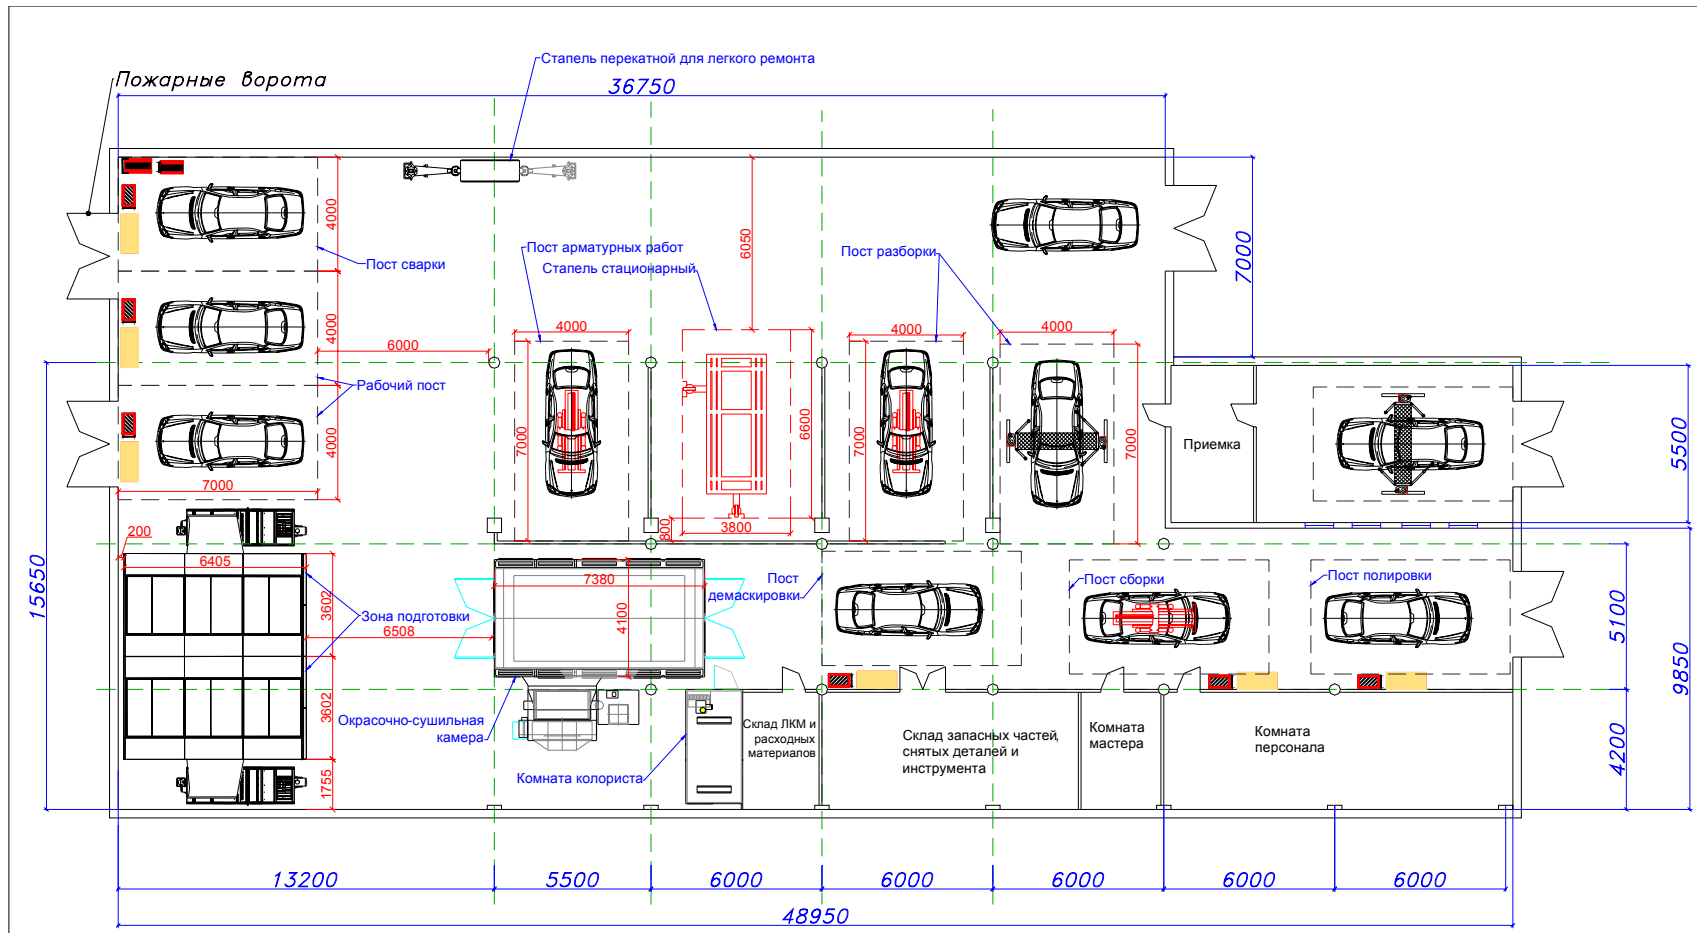 Стапель перекатной для легкого ремонта
Пожарные ворота
36750
4000
6050
7000
Пост арматурных работ
Стапель стационарный
Пост разборки
Пост сварки
4000
6000
4000
4000
4000
Рабочий пост
4000
7000
7000
6600
7000
7000
Приемка
5500
7000
200
800
3800
6405
3602
15650
Зона подготовки
6508
7380
4100
Пост
демаскировки
Пост сборки
Пост полировки
5100
9850
3602
Окрасочно-сушильная
камера
Комната колориста
Склад ЛКМ и
расходных
материалов
Склад запасных частей,
снятых деталей и
инструмента
Комната
мастера
Комната
персонала
4200
1755
13200
5500
6000
6000
6000
6000
6000
48950